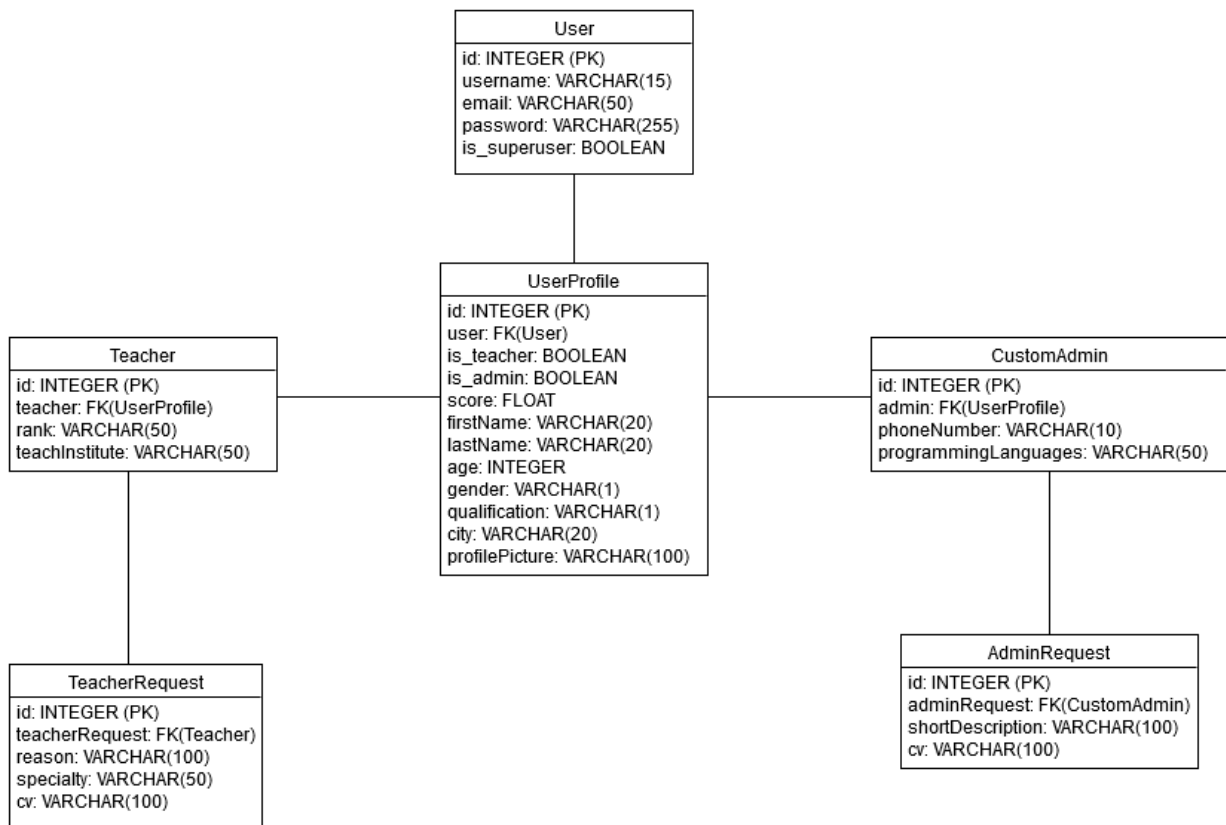 User
id: INTEGER (PK)
username: VARCHAR(15)
email: VARCHAR(50)
password: VARCHAR(255)
is_superuser: BOOLEAN
UserProfile
id: INTEGER (PK)
user: FK(User)
is_teacher: BOOLEAN
is_admin: BOOLEAN
score: FLOAT
firstName: VARCHAR(20)
lastName: VARCHAR(20)
age: INTEGER
gender: VARCHAR(1)
qualification: VARCHAR(1)
city: VARCHAR(20)
profilePicture: VARCHAR(100)
Teacher
id: INTEGER (PK)
teacher: FK(UserProfile)
rank: VARCHAR(50)
teachInstitute: VARCHAR(50)
CustomAdmin
id: INTEGER (PK)
admin: FK(UserProfile)
phoneNumber: VARCHAR(10)
programmingLanguages: VARCHAR(50)
TeacherRequest
id: INTEGER (PK)
teacherRequest: FK(Teacher)
reason: VARCHAR(100)
specialty: VARCHAR(50)
cv: VARCHAR(100)
AdminRequest
id: INTEGER (PK)
adminRequest: FK(CustomAdmin)
shortDescription: VARCHAR(100)
cv: VARCHAR(100)